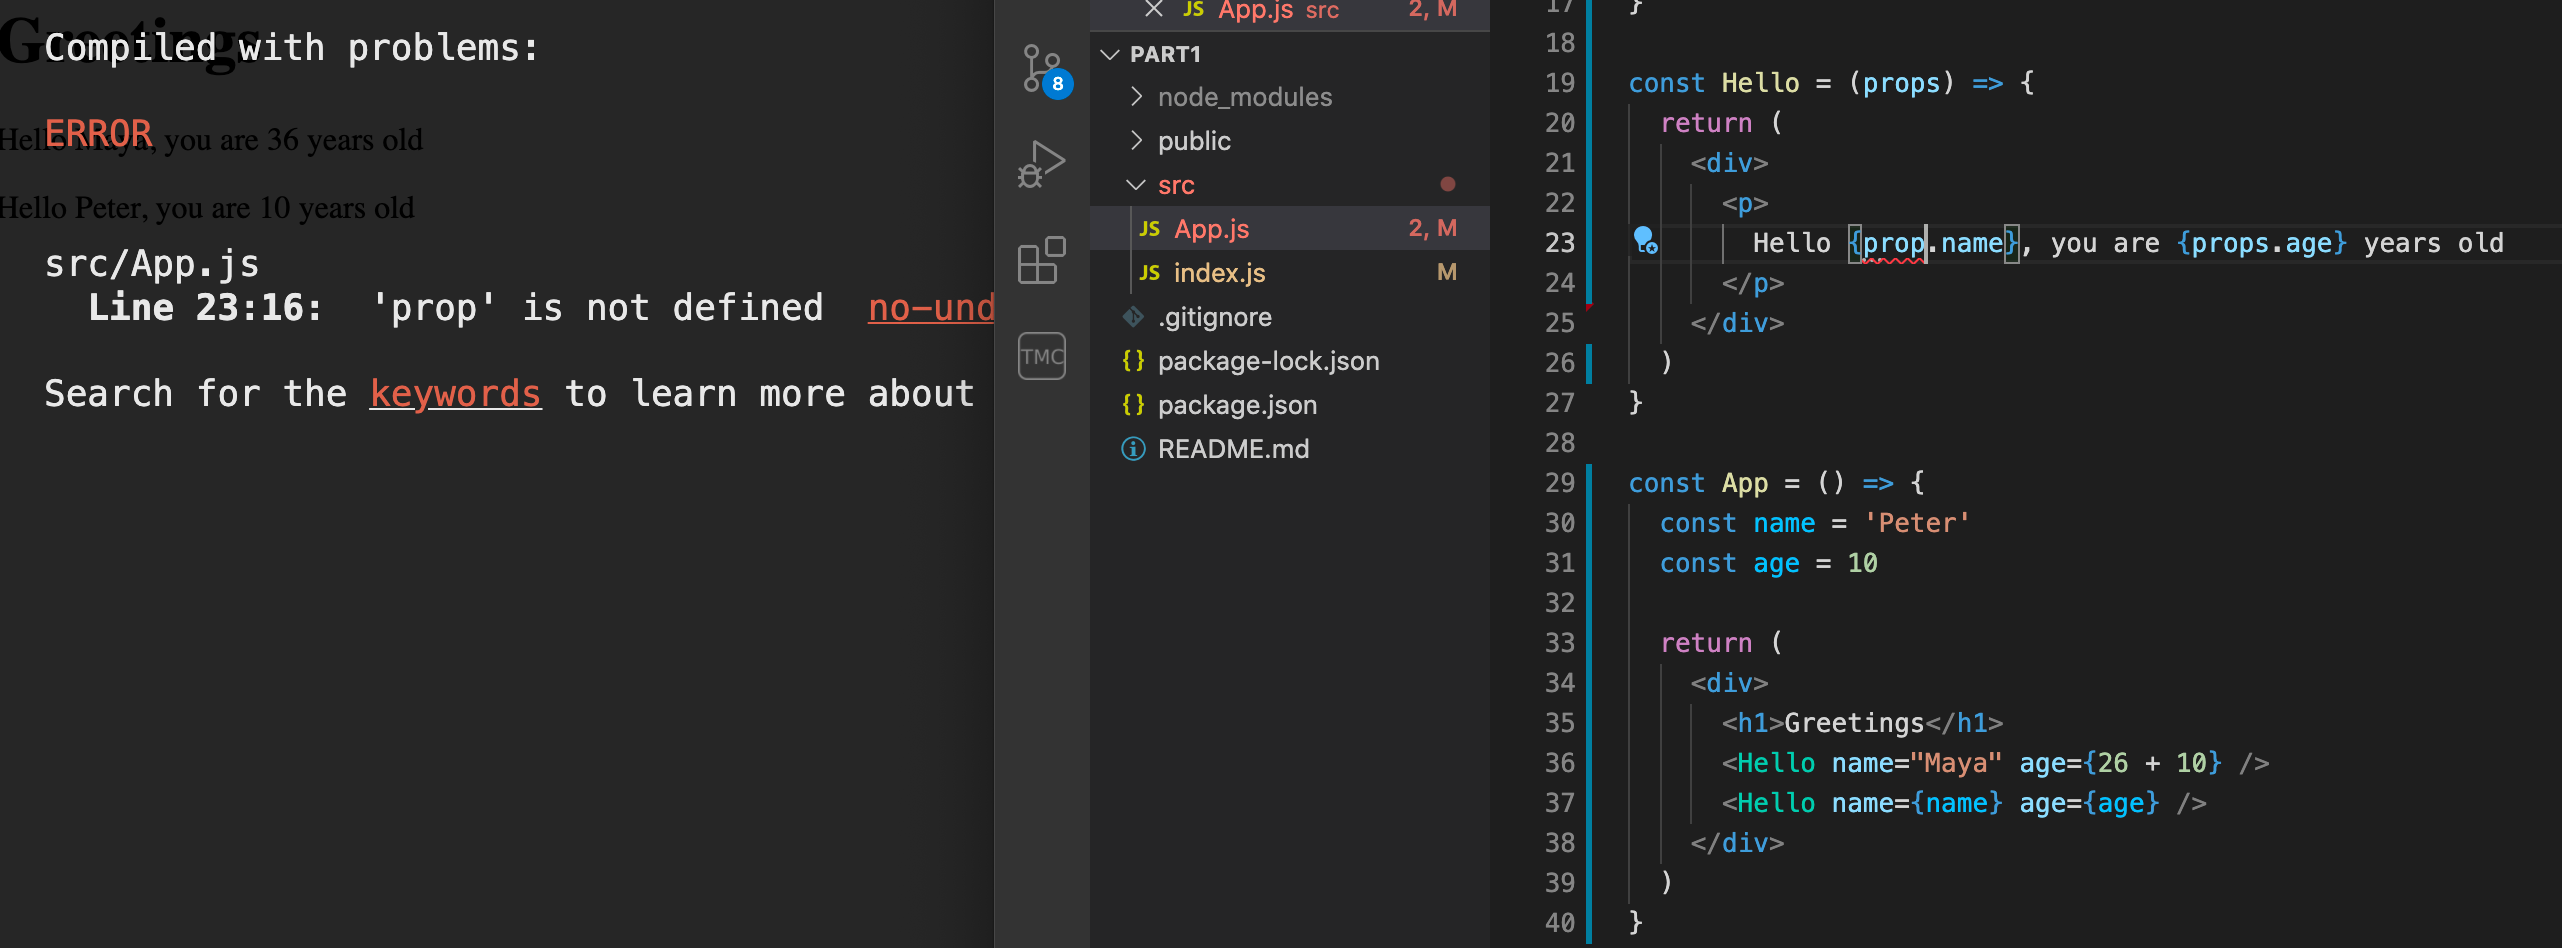 Greetings
Compiled with problems:
ERROR
Hello Maya, you are 36 years old
Hello Peter, you are 10 years old
src/App.js
Line 23:16: 'prop' is not defined no-und
Search for the keywords to learn more about
8
TMC
JS App.js src 2, M
PART1
node_modules
public
src
JS App.js 2, M
JS index.js M
.gitignore
{} package-lock.json
{} package.json
README.md
17 }
18
19 const Hello = (props) => {
20 return (
21 <div>
22 <p>
23 Hello {prop.name}, you are {props.age} years old
24 </p>
25 </div>
26 )
27 }
28
29 const App = () => {
30 const name = 'Peter'
31 const age = 10
32
33 return (
34 <div>
35 <h1>Greetings</h1>
36 <Hello name="Maya" age={26 + 10} />
37 <Hello name={name} age={age} />
38 </div>
39 )
40 }